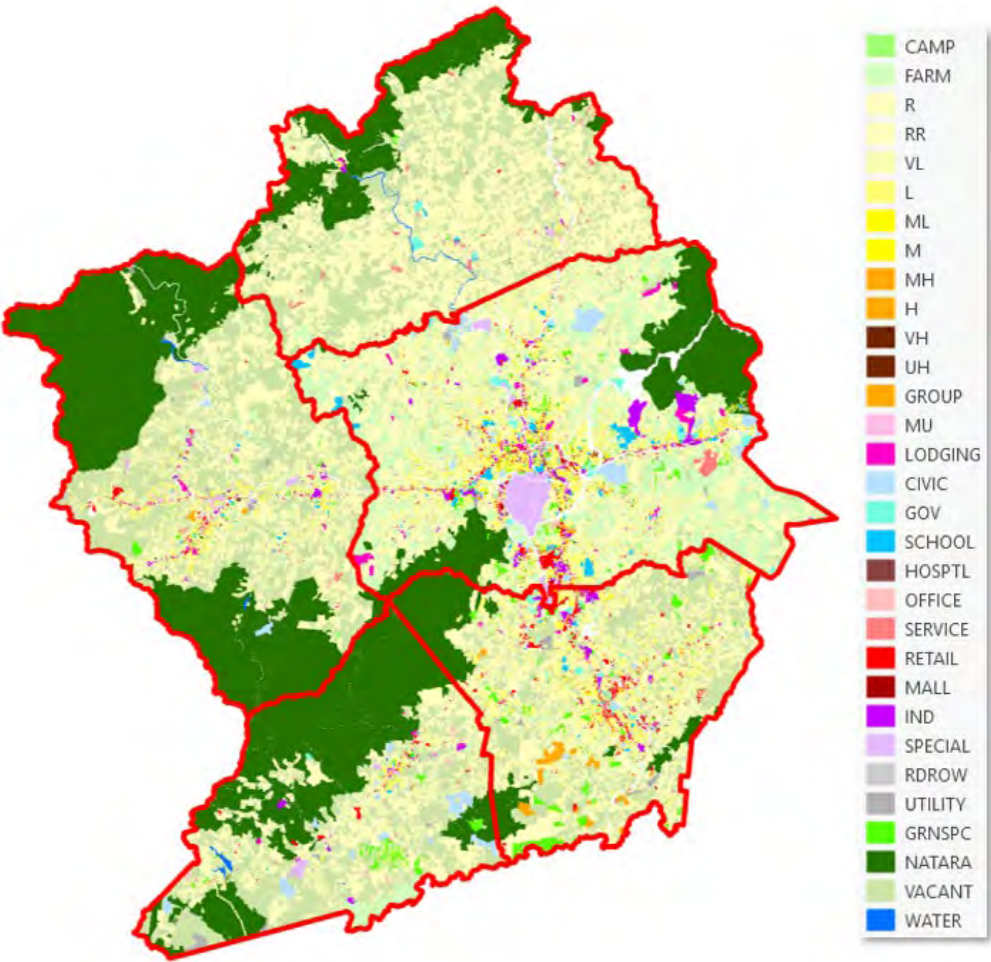 CAMP
FARM
R
RR
VL
L
ML
M
MH
H
VH
UH
GROUP
MU
LODGING
CIVIC
GOV
SCHOOL
HOSPTL
OFFICE
SERVICE
RETAIL
MALL
IND
SPECIAL
RDROW
UTILITY
GRNSPC
NATARA
VACANT
WATER